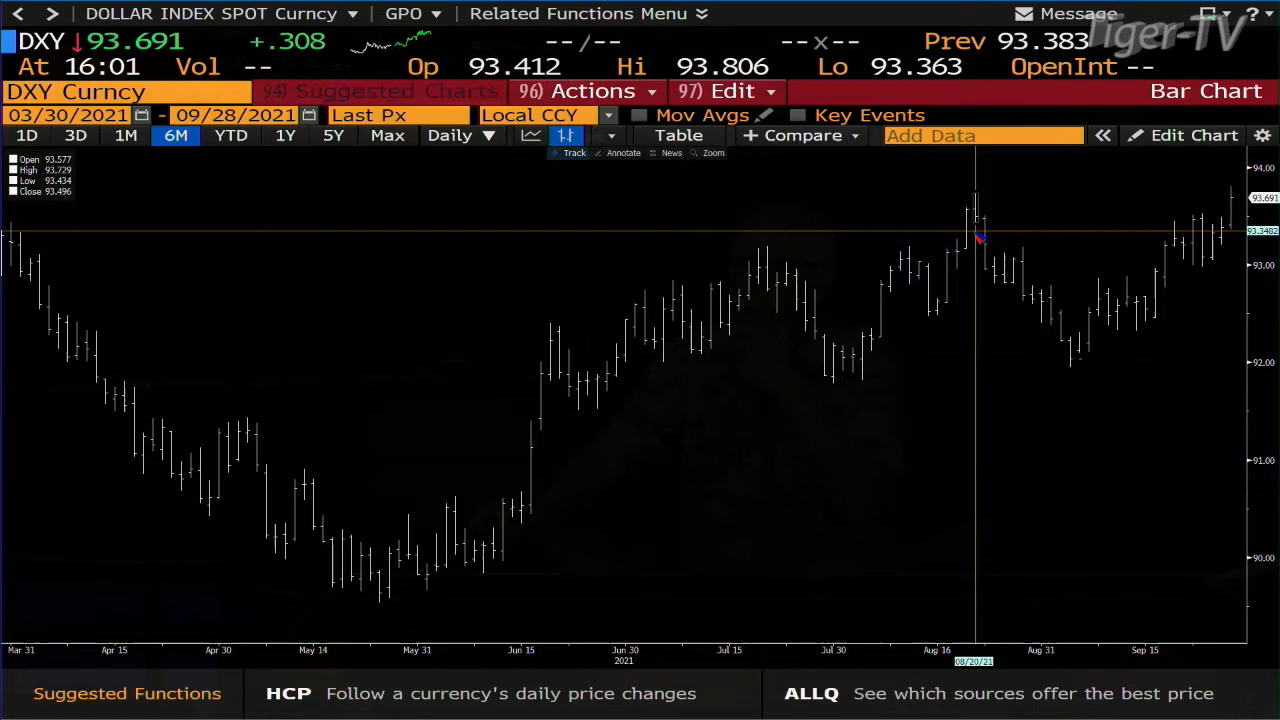 DOLLAR INDEX SPOT Curncy GPO Related Functions Menu Message ?
Tiger-TV
DXY 93.691 +.308 -- / -- -- x -- Prev 93.383
At 16:01 Vol -- Op 93.412 Hi 93.806 Lo 93.363 OpenInt --
DXY Curncy 94) Suggested Charts 96) Actions 97) Edit Bar Chart
03/30/2021 - 09/28/2021 Last Px Local CCY Mov Avgs Key Events
1D 3D 1M 6M YTD 1Y 5Y Max Daily Table + Compare Add Data « Edit Chart
Track Annotate News Zoom
Open 93.577
High 93.729
Low 93.434
Close 93.496
94.00
93.691
93.3482
93.00
92.00
91.00
90.00
Mar 31 Apr 15 Apr 30 May 14 May 31 Jun 15 Jun 30 Jul 15 Jul 30 Aug 16 Aug 31 Sep 15
2021 08/20/21
Suggested Functions HCP Follow a currency's daily price changes ALLQ See which sources offer the best price